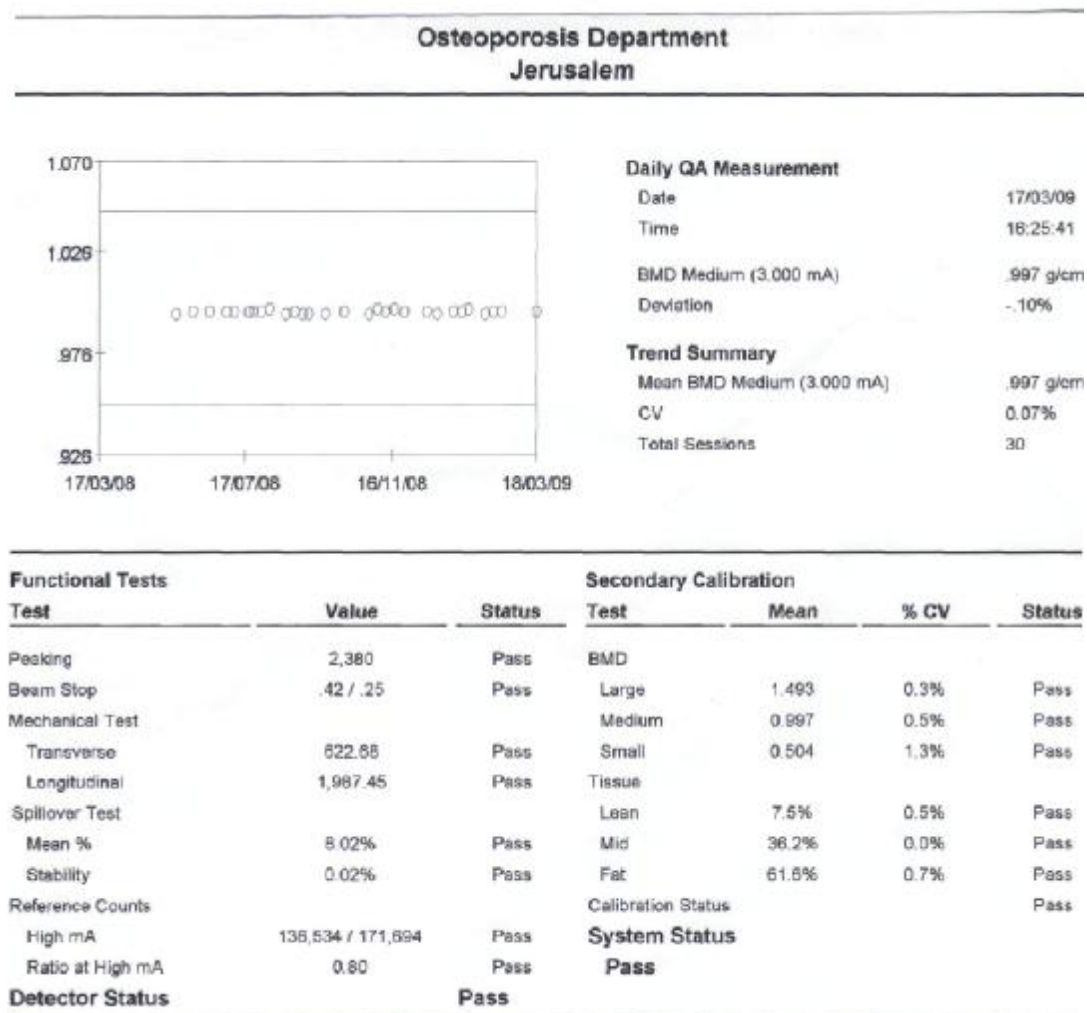 Osteoporosis Department
Jerusalem
1.070
1.026
.976
.926
17/03/08 17/07/08 16/11/08 18/03/09
Daily QA Measurement
Date 17/03/09
Time 16:25:41
BMD Medium (3.000 mA) .997 g/cm
Deviation -.10%
Trend Summary
Mean BMD Medium (3.000 mA) .997 g/cm
CV 0.07%
Total Sessions 30
Functional Tests
Test Value Status
Peaking 2,380 Pass
Beam Stop .42 / .25 Pass
Mechanical Test
Transverse 622.68 Pass
Longitudinal 1,987.45 Pass
Spillover Test
Mean % 8.02% Pass
Stability 0.02% Pass
Reference Counts
High mA 136,534 / 171,694 Pass
Ratio at High mA 0.80 Pass
Detector Status Pass
Secondary Calibration
Test Mean % CV Status
BMD
Large 1.493 0.3% Pass
Medium 0.997 0.5% Pass
Small 0.504 1.3% Pass
Tissue
Lean 7.5% 0.5% Pass
Mid 36.2% 0.0% Pass
Fat 61.6% 0.7% Pass
Calibration Status Pass
System Status
Pass